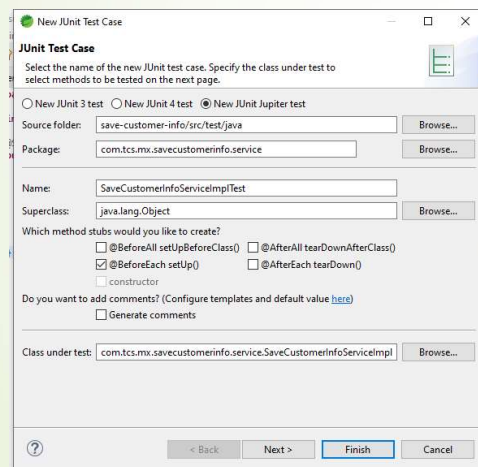 New JUnit Test Case
JUnit Test Case
Select the name of the new JUnit test case. Specify the class under test to
select methods to be tested on the next page.
New JUnit 3 test New JUnit 4 test New JUnit Jupiter test
Source folder: save-customer-info/src/test/java Browse...
Package: com.tcs.mx.savecustomerinfo.service Browse...
Name: SaveCustomerInfoServiceImplTest
Superclass: java.lang.Object Browse...
Which method stubs would you like to create?
@BeforeAll setUpBeforeClass() @AfterAll tearDownAfterClass()
@BeforeEach setUp() @AfterEach tearDown()
constructor
Do you want to add comments? (Configure templates and default value here)
Generate comments
Class under test: com.tcs.mx.savecustomerinfo.service.SaveCustomerInfoServiceImpl Browse...
? < Back Next > Finish Cancel